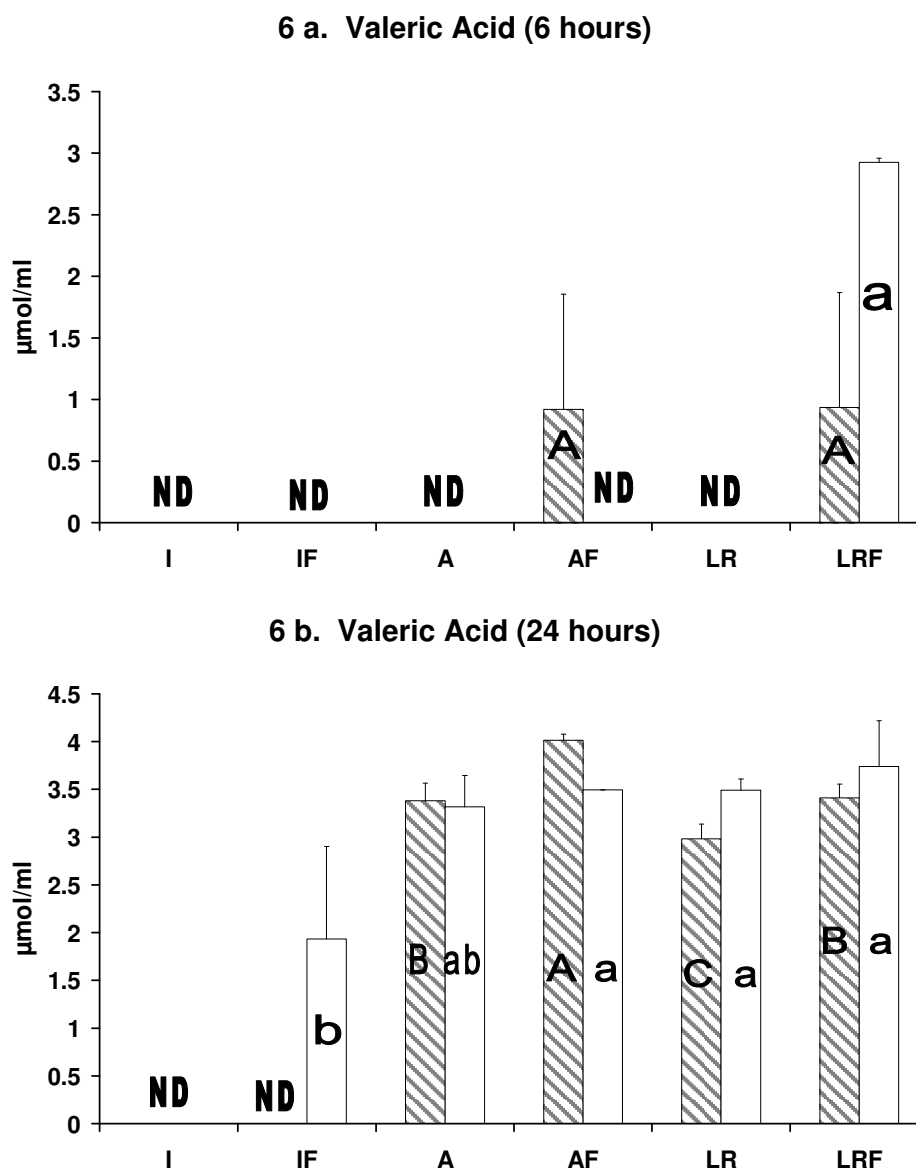 6 a. Valeric Acid (6 hours)
3.5
3
2.5
2
1.5
1
0.5
0
µmol/ml
a
A
A
ND
ND
ND
ND
ND
I
IF
A
AF
LR
LRF
6 b. Valeric Acid (24 hours)
4.5
4
3.5
3
2.5
2
1.5
1
0.5
0
µmol/ml
ND
ND
b
B
ab
A
a
C
a
B
a
I
IF
A
AF
LR
LRF